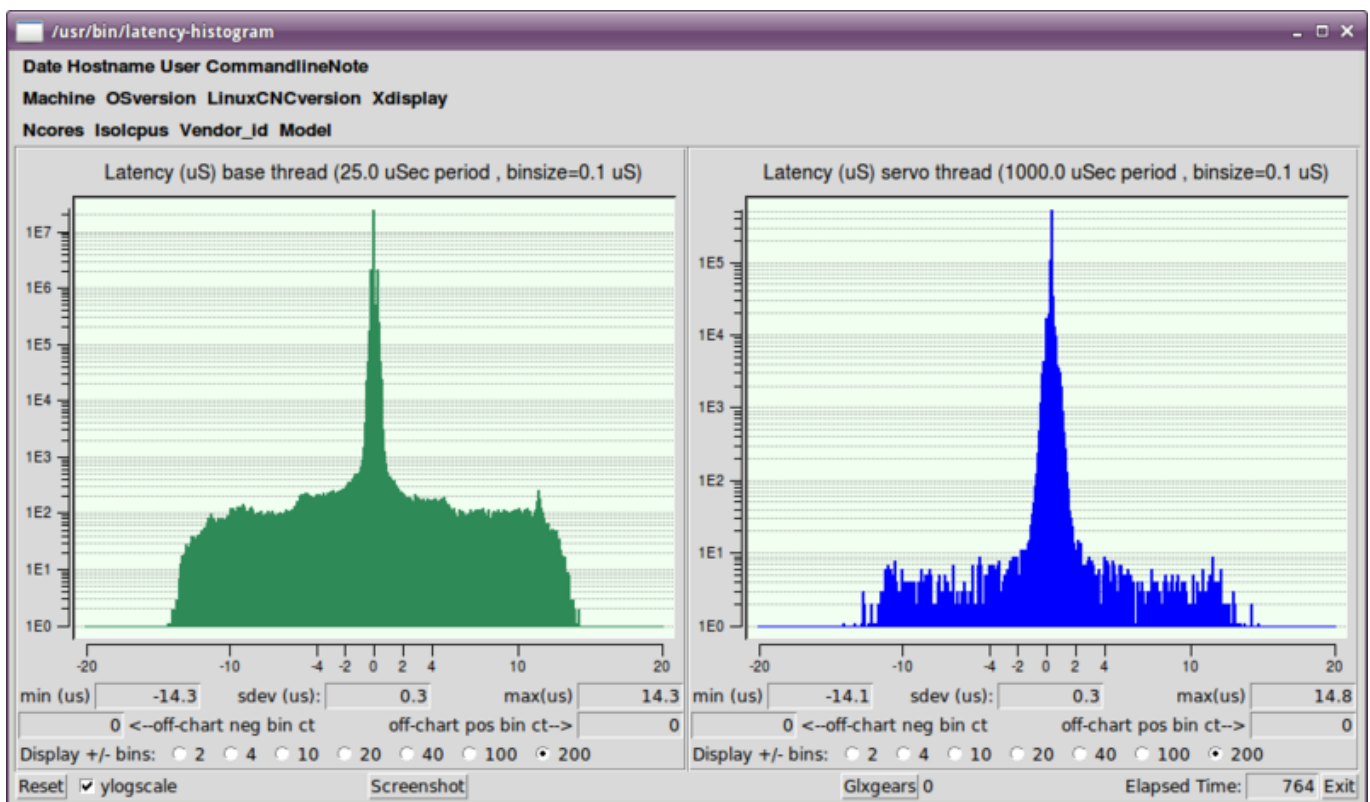 /usr/bin/latency-histogram
Date Hostname User CommandlineNote
Machine OSversion LinuxCNCversion Xdisplay
Ncores Isolcpus Vendor_id Model
Latency (uS) base thread (25.0 uSec period , binsize=0.1 uS)
1E7
1E6
1E5
1E4
1E3
1E2
1E1
1E0
-20 -10 -4 -2 0 2 4 10 20
min (us) -14.3 sdev (us): 0.3 max(us) 14.3
0 <--off-chart neg bin ct off-chart pos bin ct--> 0
Display +/- bins: 2 4 10 20 40 100 200
Latency (uS) servo thread (1000.0 uSec period , binsize=0.1 uS)
1E5
1E4
1E3
1E2
1E1
1E0
-20 -10 -4 -2 0 2 4 10 20
min (us) -14.1 sdev (us): 0.3 max(us) 14.8
0 <--off-chart neg bin ct off-chart pos bin ct--> 0
Display +/- bins: 2 4 10 20 40 100 200
Reset ylogscale Screenshot Glxgears 0 Elapsed Time: 764 Exit